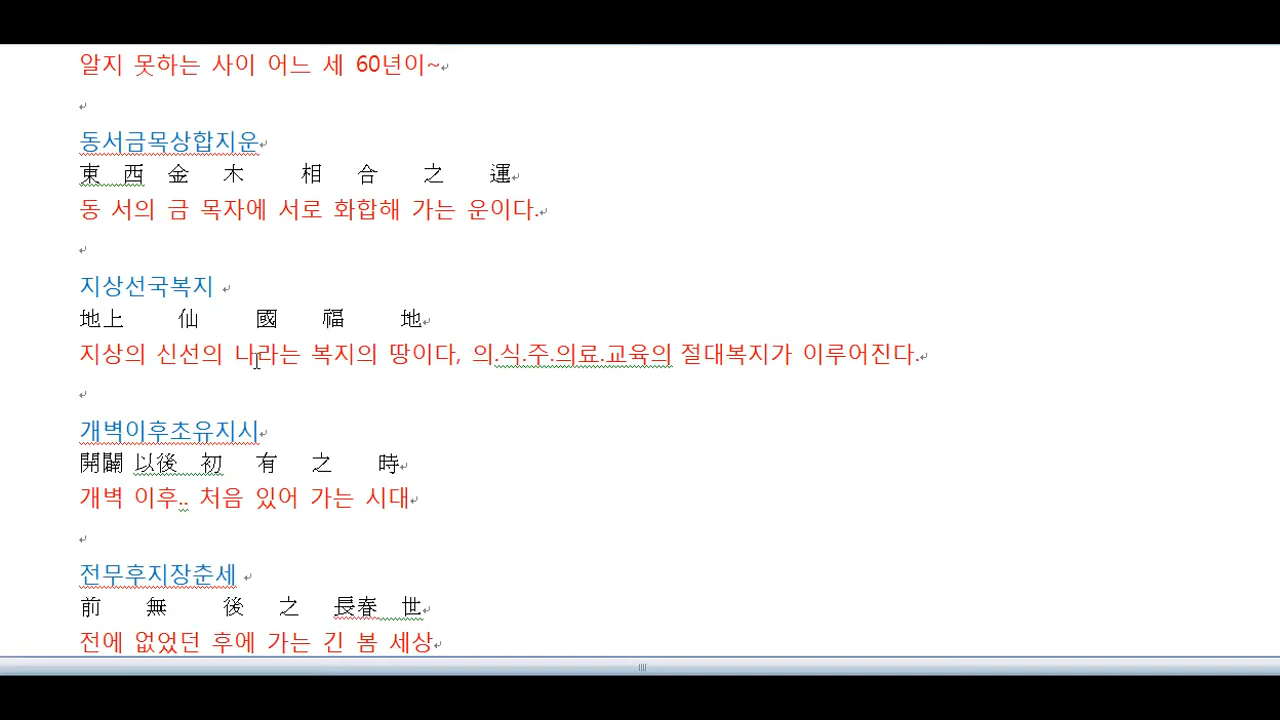 알지 못하는 사이 어느 세 60년이~
동서금목상합지운
東 西 金 木 相 合 之 運
동 서의 금 목자에 서로 화합해 가는 운이다.
지상선국복지
地上 仙 國 福 地
지상의 신선의 나라는 복지의 땅이다, 의.식.주.의료.교육의 절대복지가 이루어진다.
개벽이후초유지시
開闢 以後 初 有 之 時
개벽 이후.. 처음 있어 가는 시대
전무후지장춘세
前 無 後 之 長春 世
전에 없었던 후에 가는 긴 봄 세상